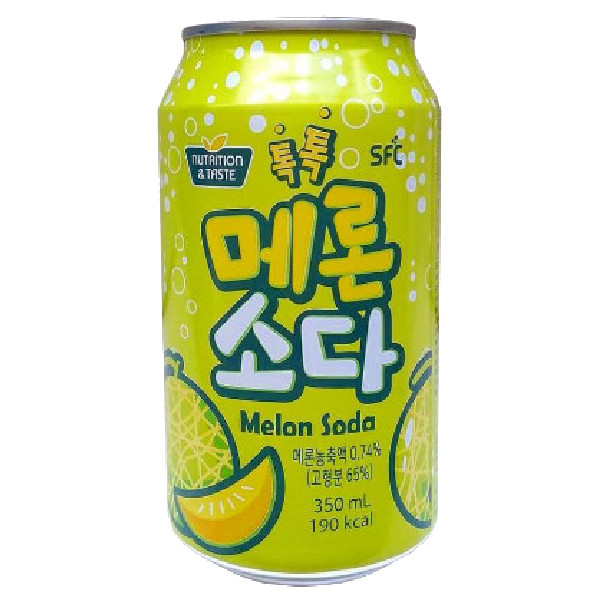 NUTRITION
& TASTE
톡톡
SFC
메론
소다
Melon Soda
메론농축액 0.74%
(고형분 65%)
350 mL
190 kcal